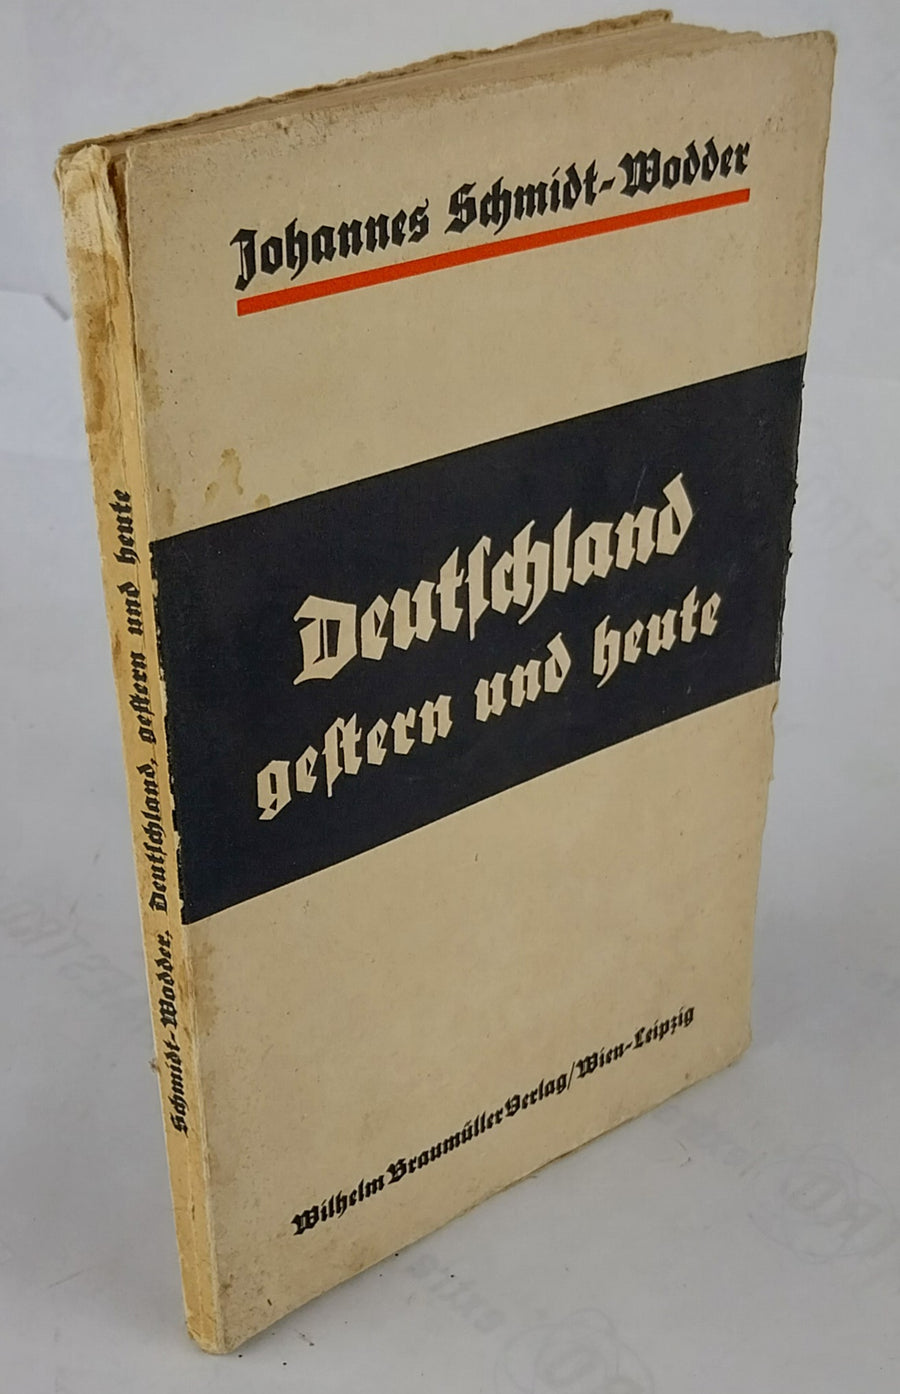 Johannes Schmidt-Wodder
Deutſchland
geſtern und heute
Wilhelm Braumüller Verlag/Wien-Leipzig
Schmidt-Wodder, Deutſchland, geſtern und heute